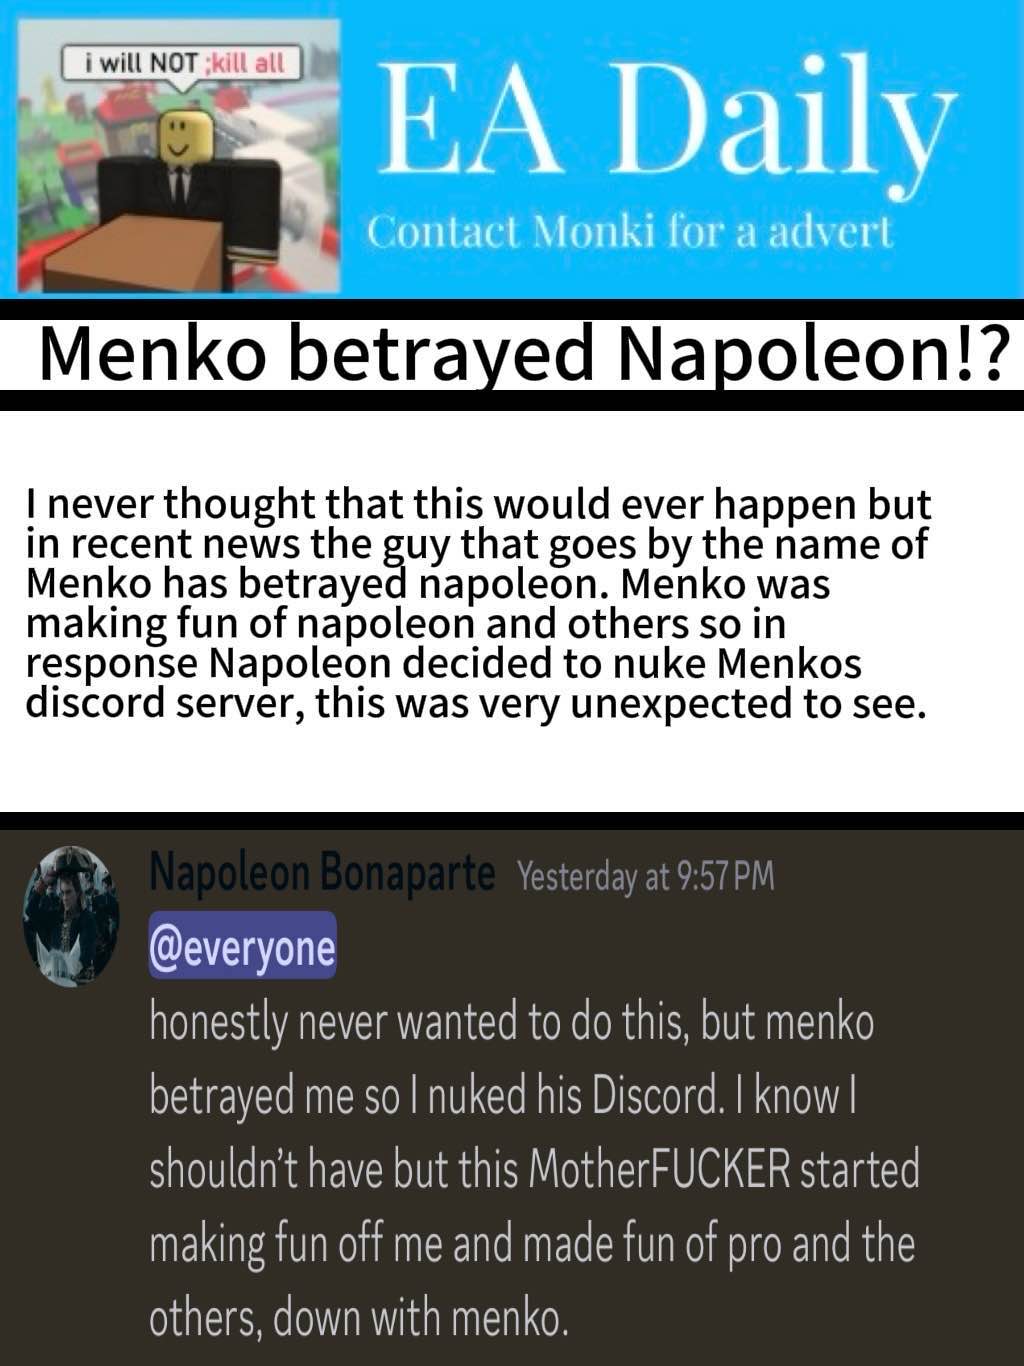 i will NOT ;kill all
EA Daily
Contact Monki for a advert
Menko betrayed Napoleon!?
I never thought that this would ever happen but
in recent news the guy that goes by the name of
Menko has betrayed napoleon. Menko was
making fun of napoleon and others so in
response Napoleon decided to nuke Menkos
discord server, this was very unexpected to see.
Napoleon Bonaparte Yesterday at 9:57 PM
@everyone
honestly never wanted to do this, but menko
betrayed me so I nuked his Discord. I know I
shouldn't have but this MotherFUCKER started
making fun off me and made fun of pro and the
others, down with menko.